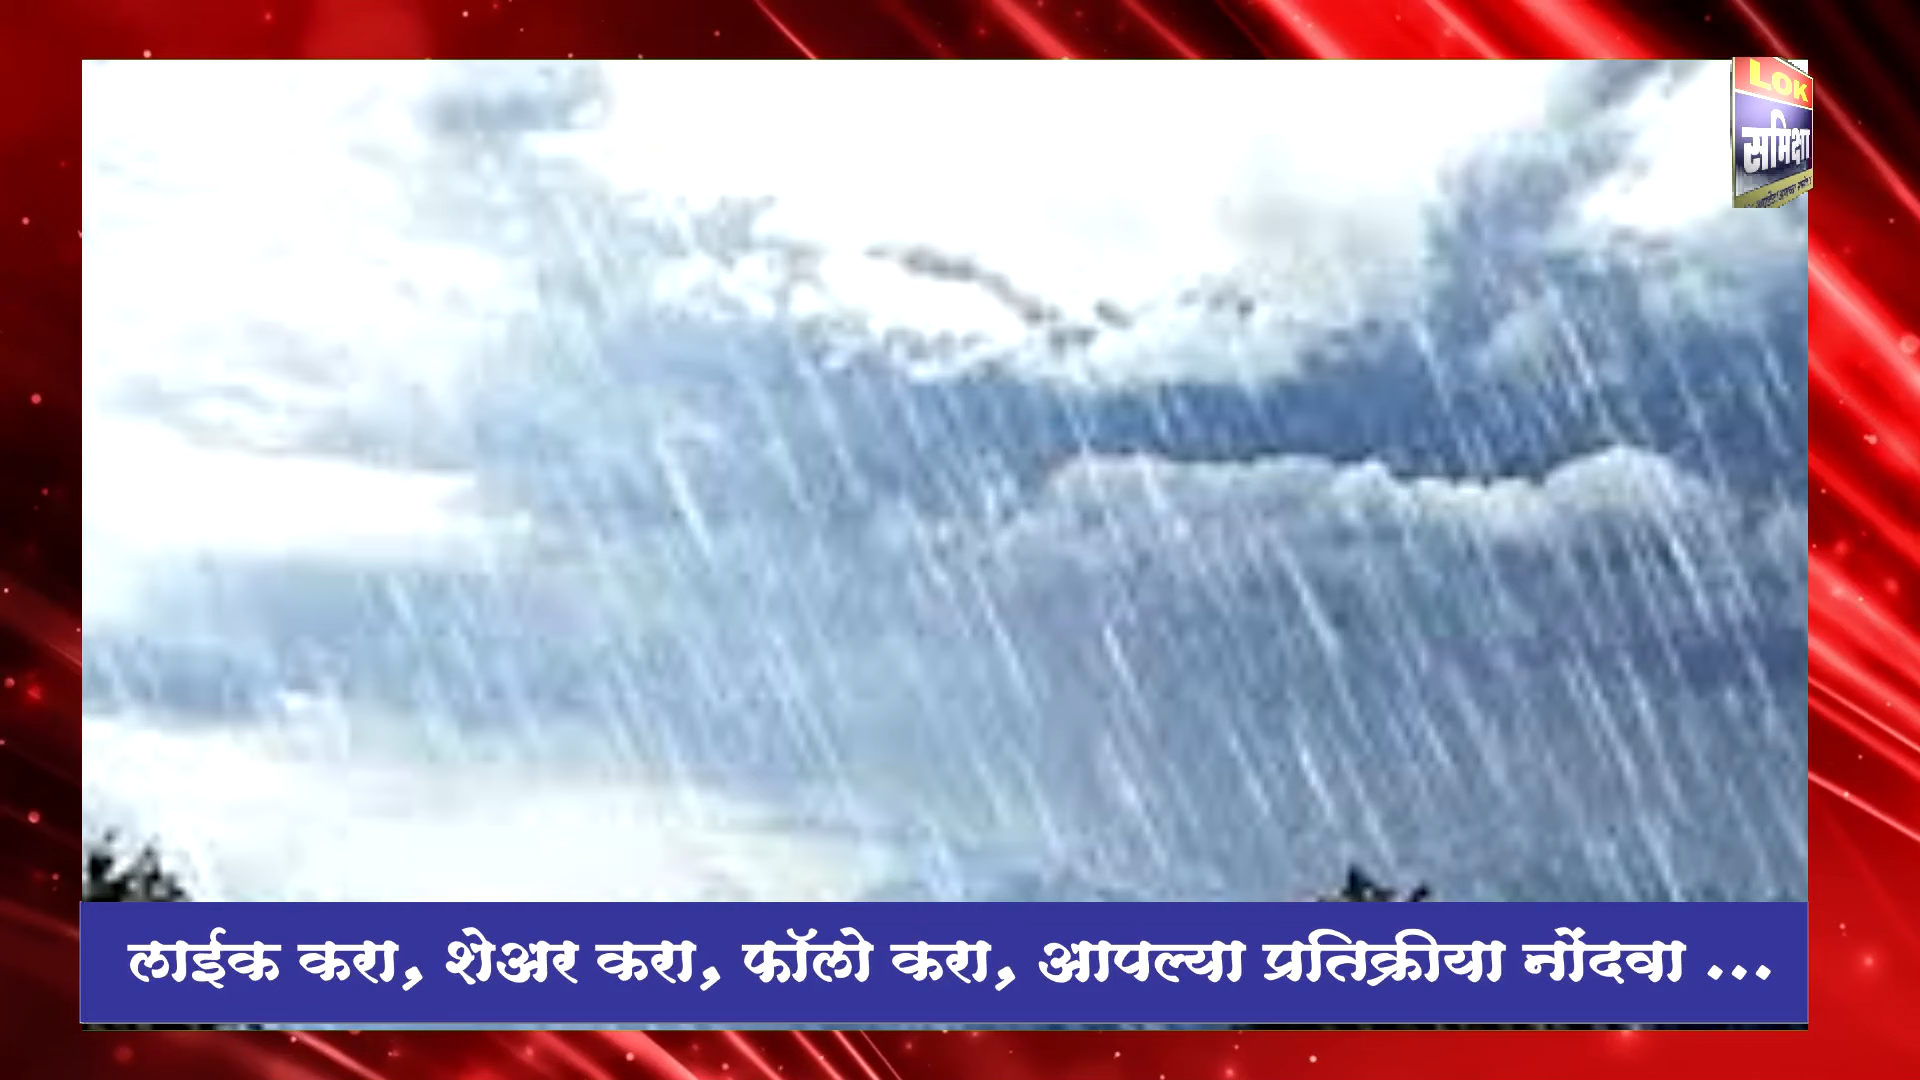 LOK
समिक्षा
लाईक करा, शेअर करा, फॉलो करा, आपल्या प्रतिक्रीया नोंदवा ...